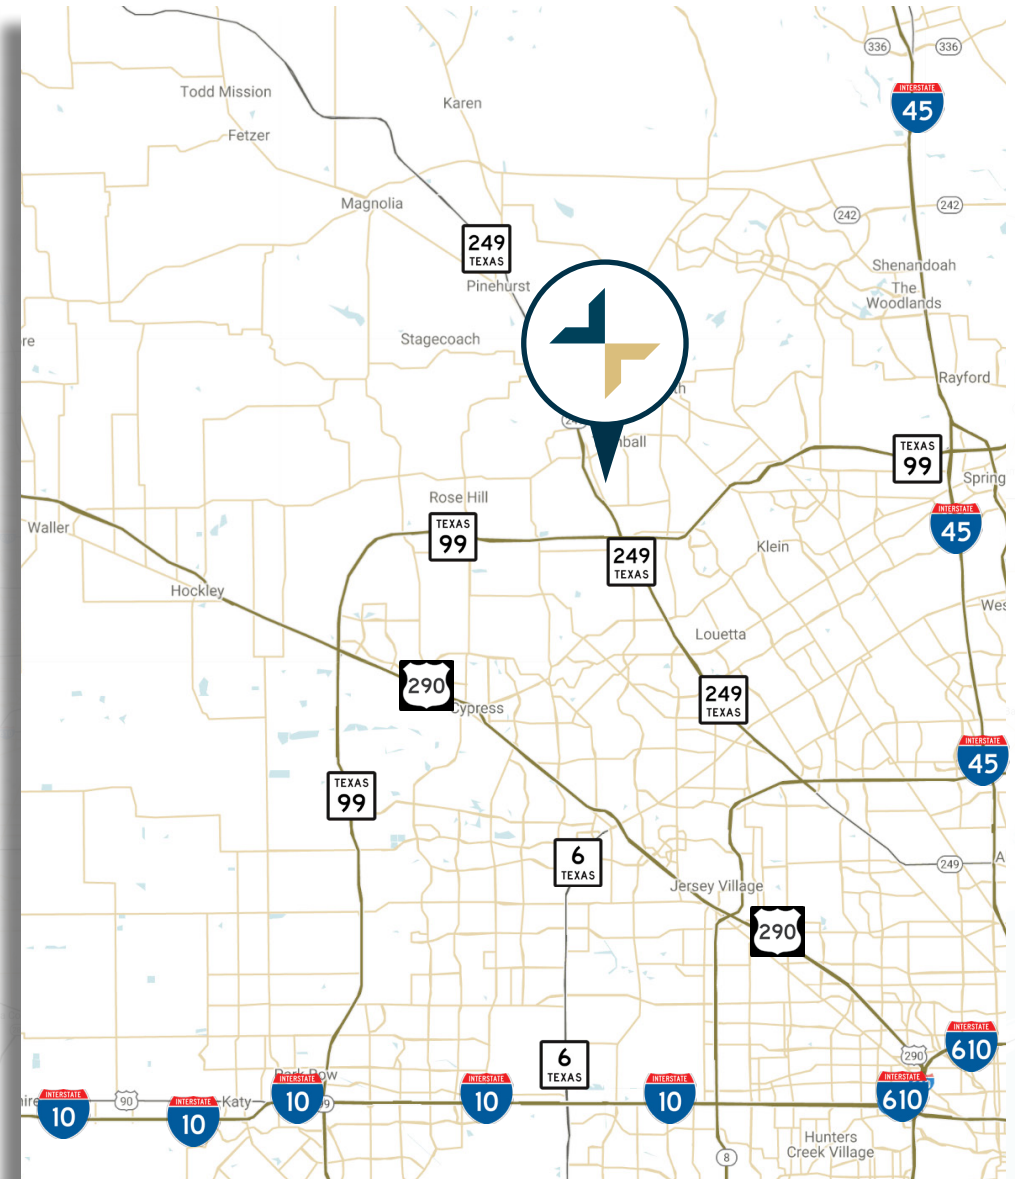 336
336
INTERSTATE
45
Todd Mission
Karen
Fetzer
Magnolia
242
242
249
TEXAS
Shenandoah
The
Woodlands
Pinehurst
Stagecoach
Rayford
TEXAS
99
Spring
Rose Hill
INTERSTATE
45
Waller
TEXAS
99
249
TEXAS
Klein
Hockley
Louetta
290
249
TEXAS
Cypress
INTERSTATE
45
TEXAS
99
6
TEXAS
249
Jersey Village
290
INTERSTATE
610
290
6
TEXAS
INTERSTATE
10
90
INTERSTATE
10
Katy
INTERSTATE
10
INTERSTATE
10
INTERSTATE
10
INTERSTATE
610
Hunters
Creek Village
8